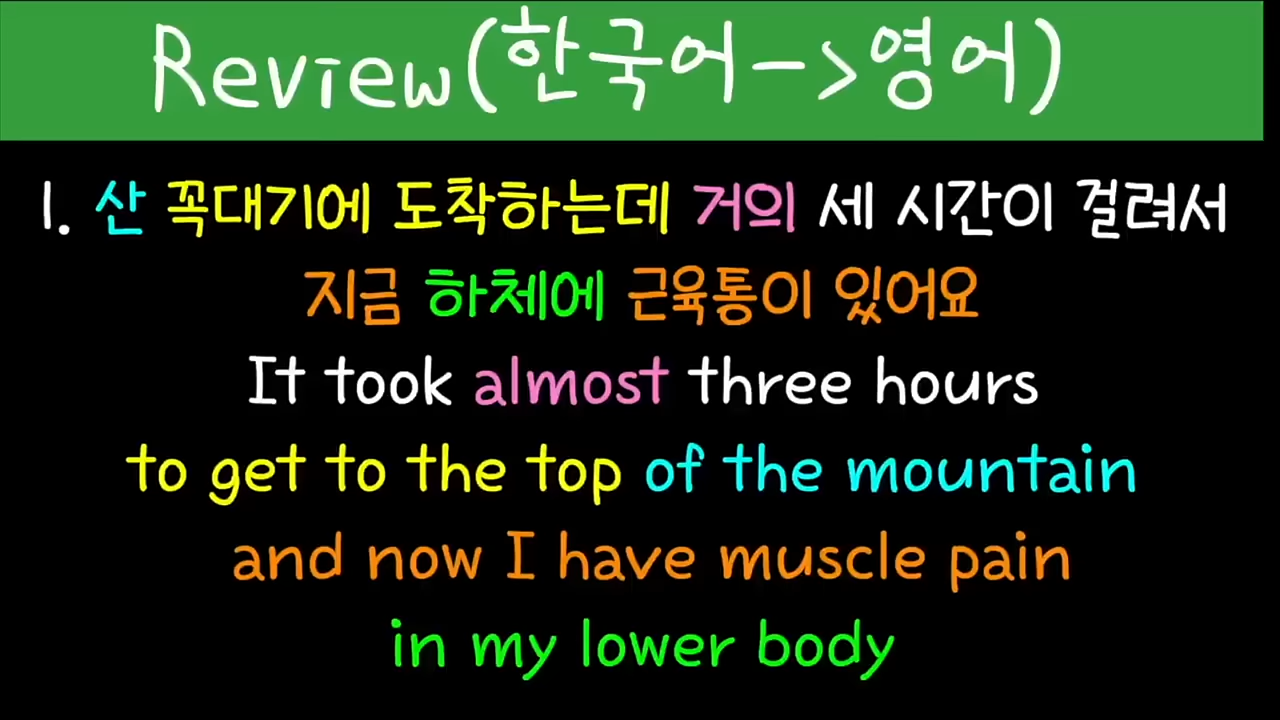 Review(한국어->영어)
1. 산 꼭대기에 도착하는데 거의 세 시간이 걸려서
지금 하체에 근육통이 있어요
It took almost three hours
to get to the top of the mountain
and now I have muscle pain
in my lower body